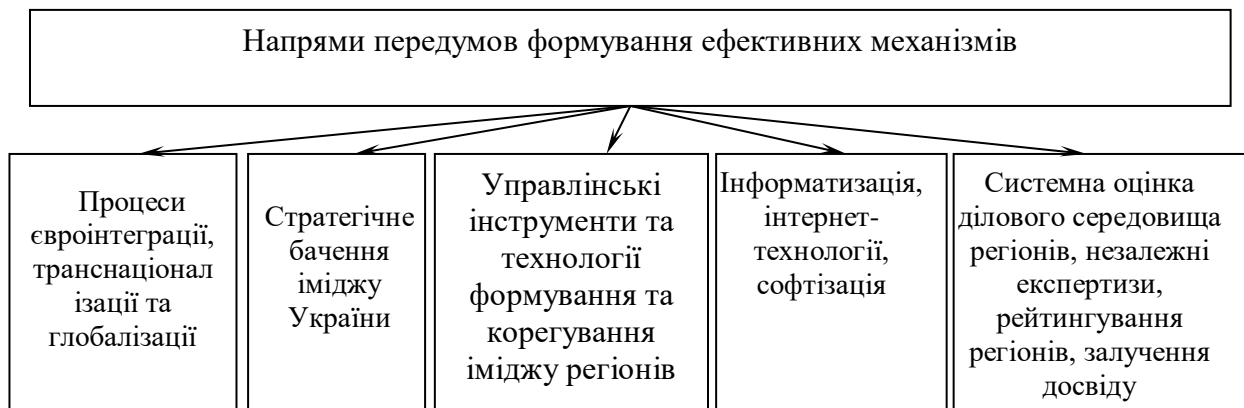 Напрями передумов формування ефективних механізмів
Процеси
євроінтеграції,
транснаціонал
ізації та
глобалізації
Стратегічне
бачення
іміджу
України
Управлінські
інструменти та
технології
формування та
корегування
іміджу регіонів
Інформатизація,
інтернет-
технології,
софтізація
Системна оцінка
ділового середовища
регіонів, незалежні
експертизи,
рейтингування
регіонів, залучення
досвіду